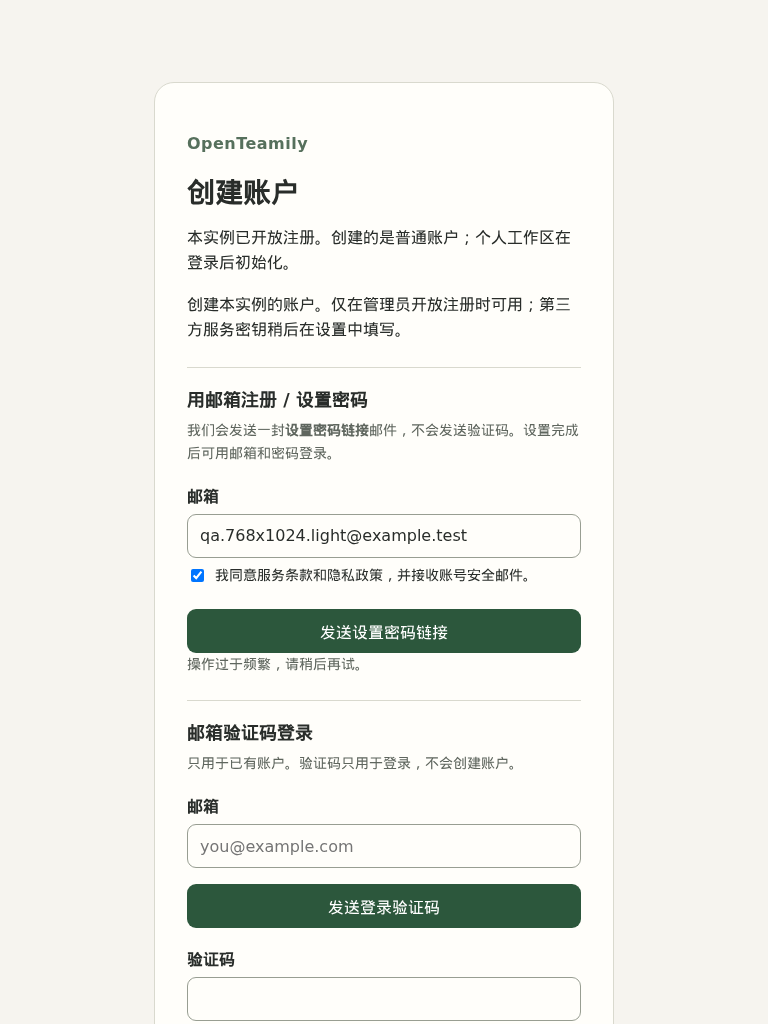 OpenTeamily
创建账户
本实例已开放注册。创建的是普通账户；个人工作区在
登录后初始化。
创建本实例的账户。仅在管理员开放注册时可用；第三
方服务密钥稍后在设置中填写。
用邮箱注册 / 设置密码
我们会发送一封设置密码链接邮件，不会发送验证码。设置完成
后可用邮箱和密码登录。
邮箱
qa.768x1024.light@example.test
我同意服务条款和隐私政策，并接收账号安全邮件。
发送设置密码链接
操作过于频繁，请稍后再试。
邮箱验证码登录
只用于已有账户。验证码只用于登录，不会创建账户。
邮箱
you@example.com
发送登录验证码
验证码